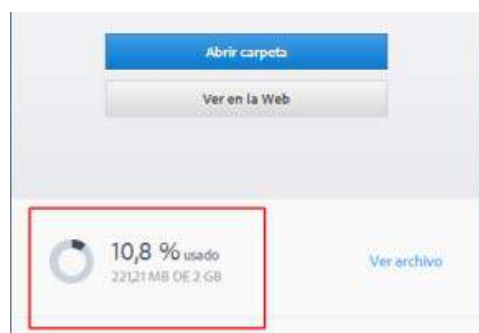 Abrir carpeta
Ver en la Web
10,8 % usado
221,21 MB DE 2 GB
Ver archivo